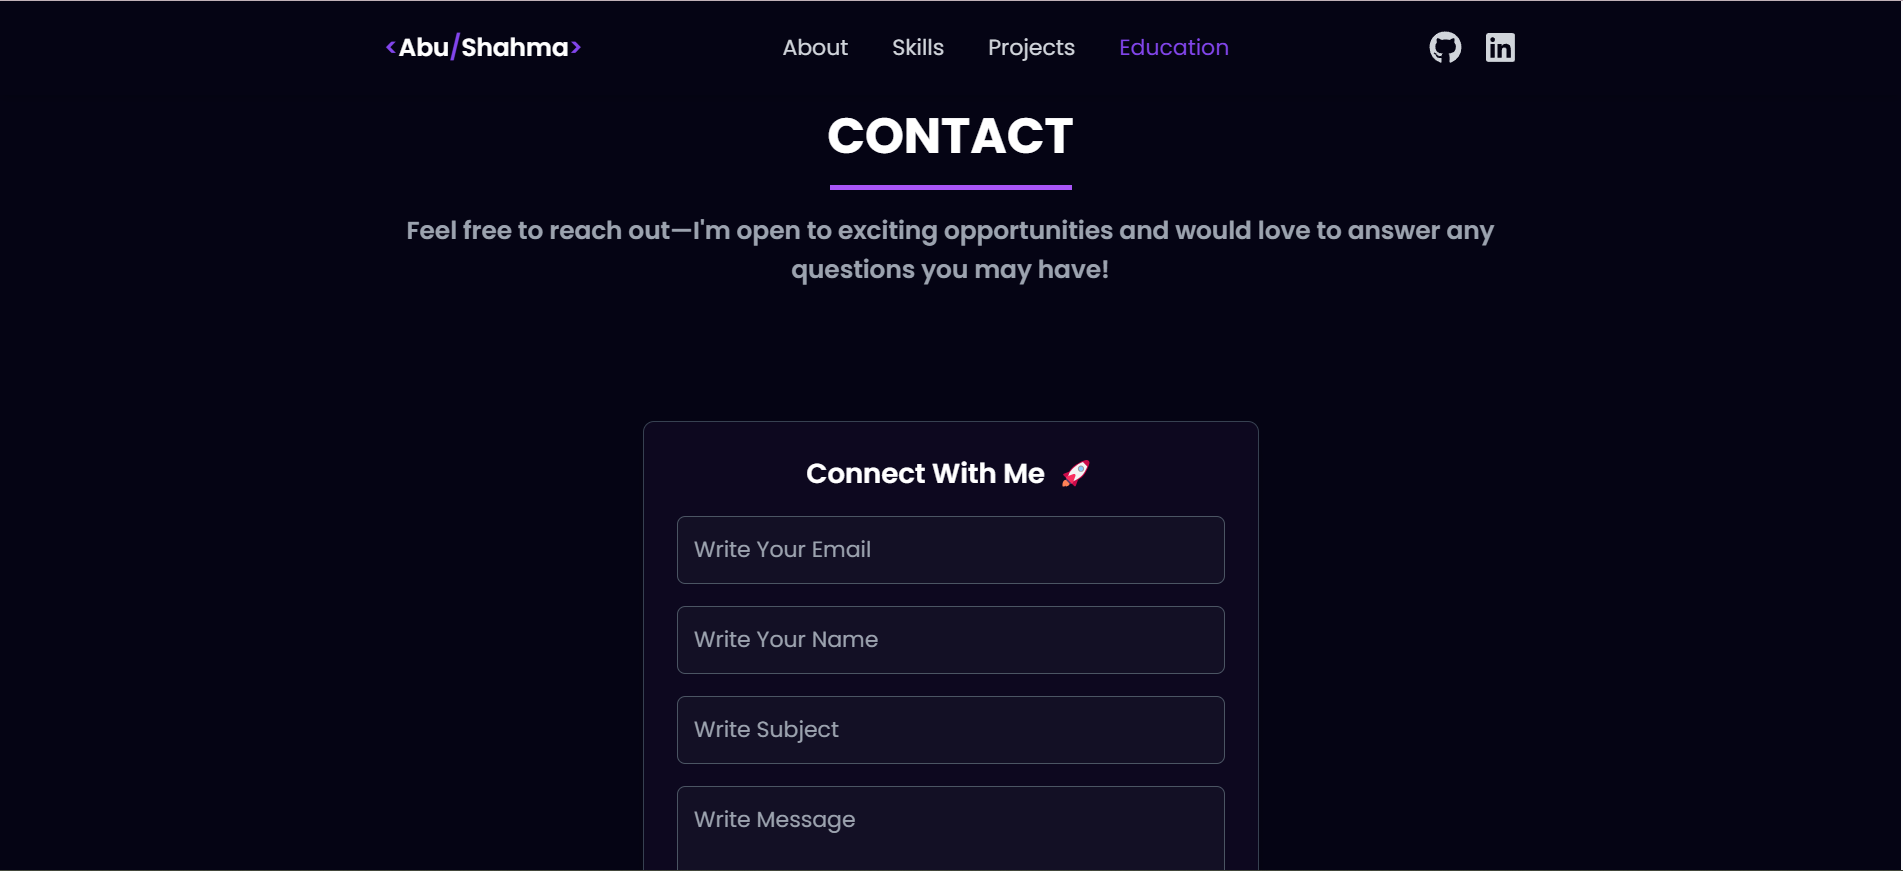 <Abu/Shahma>
About Skills Projects Education
CONTACT
Feel free to reach out—I'm open to exciting opportunities and would love to answer any
questions you may have!
Connect With Me 🚀
Write Your Email
Write Your Name
Write Subject
Write Message